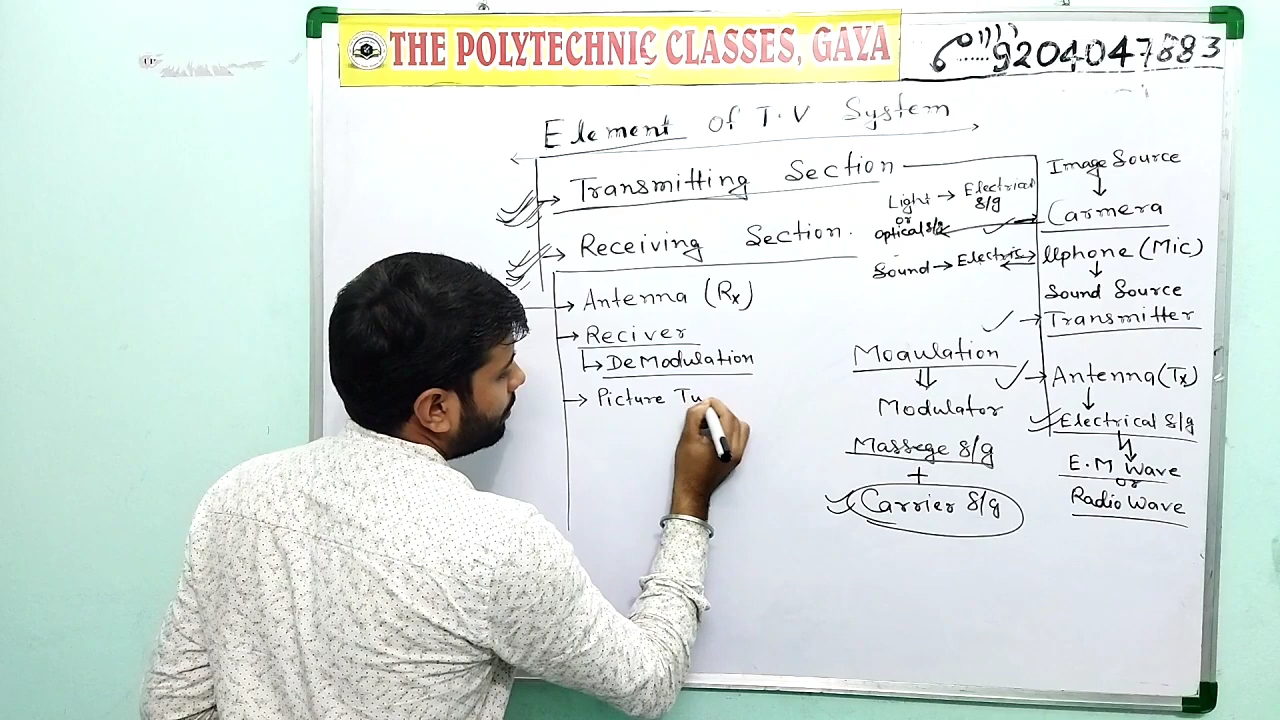 THE POLYTECHNIC CLASSES, GAYA
9204047883
Element of T.V System
Transmitting Section
Receiving Section.
Antenna (Rx)
Reciver
DeModulation
Picture Tu
Light → Electrical S/g
or
optical S/g
Sound → Electric
Image Source
Carmera
Uphone (Mic)
Sound Source
Transmitter
Antenna (Tx)
Electrical S/g
E.M Wave
or
Radio Wave
Modulation
Modulator
Massege S/g
+
Carrier S/g